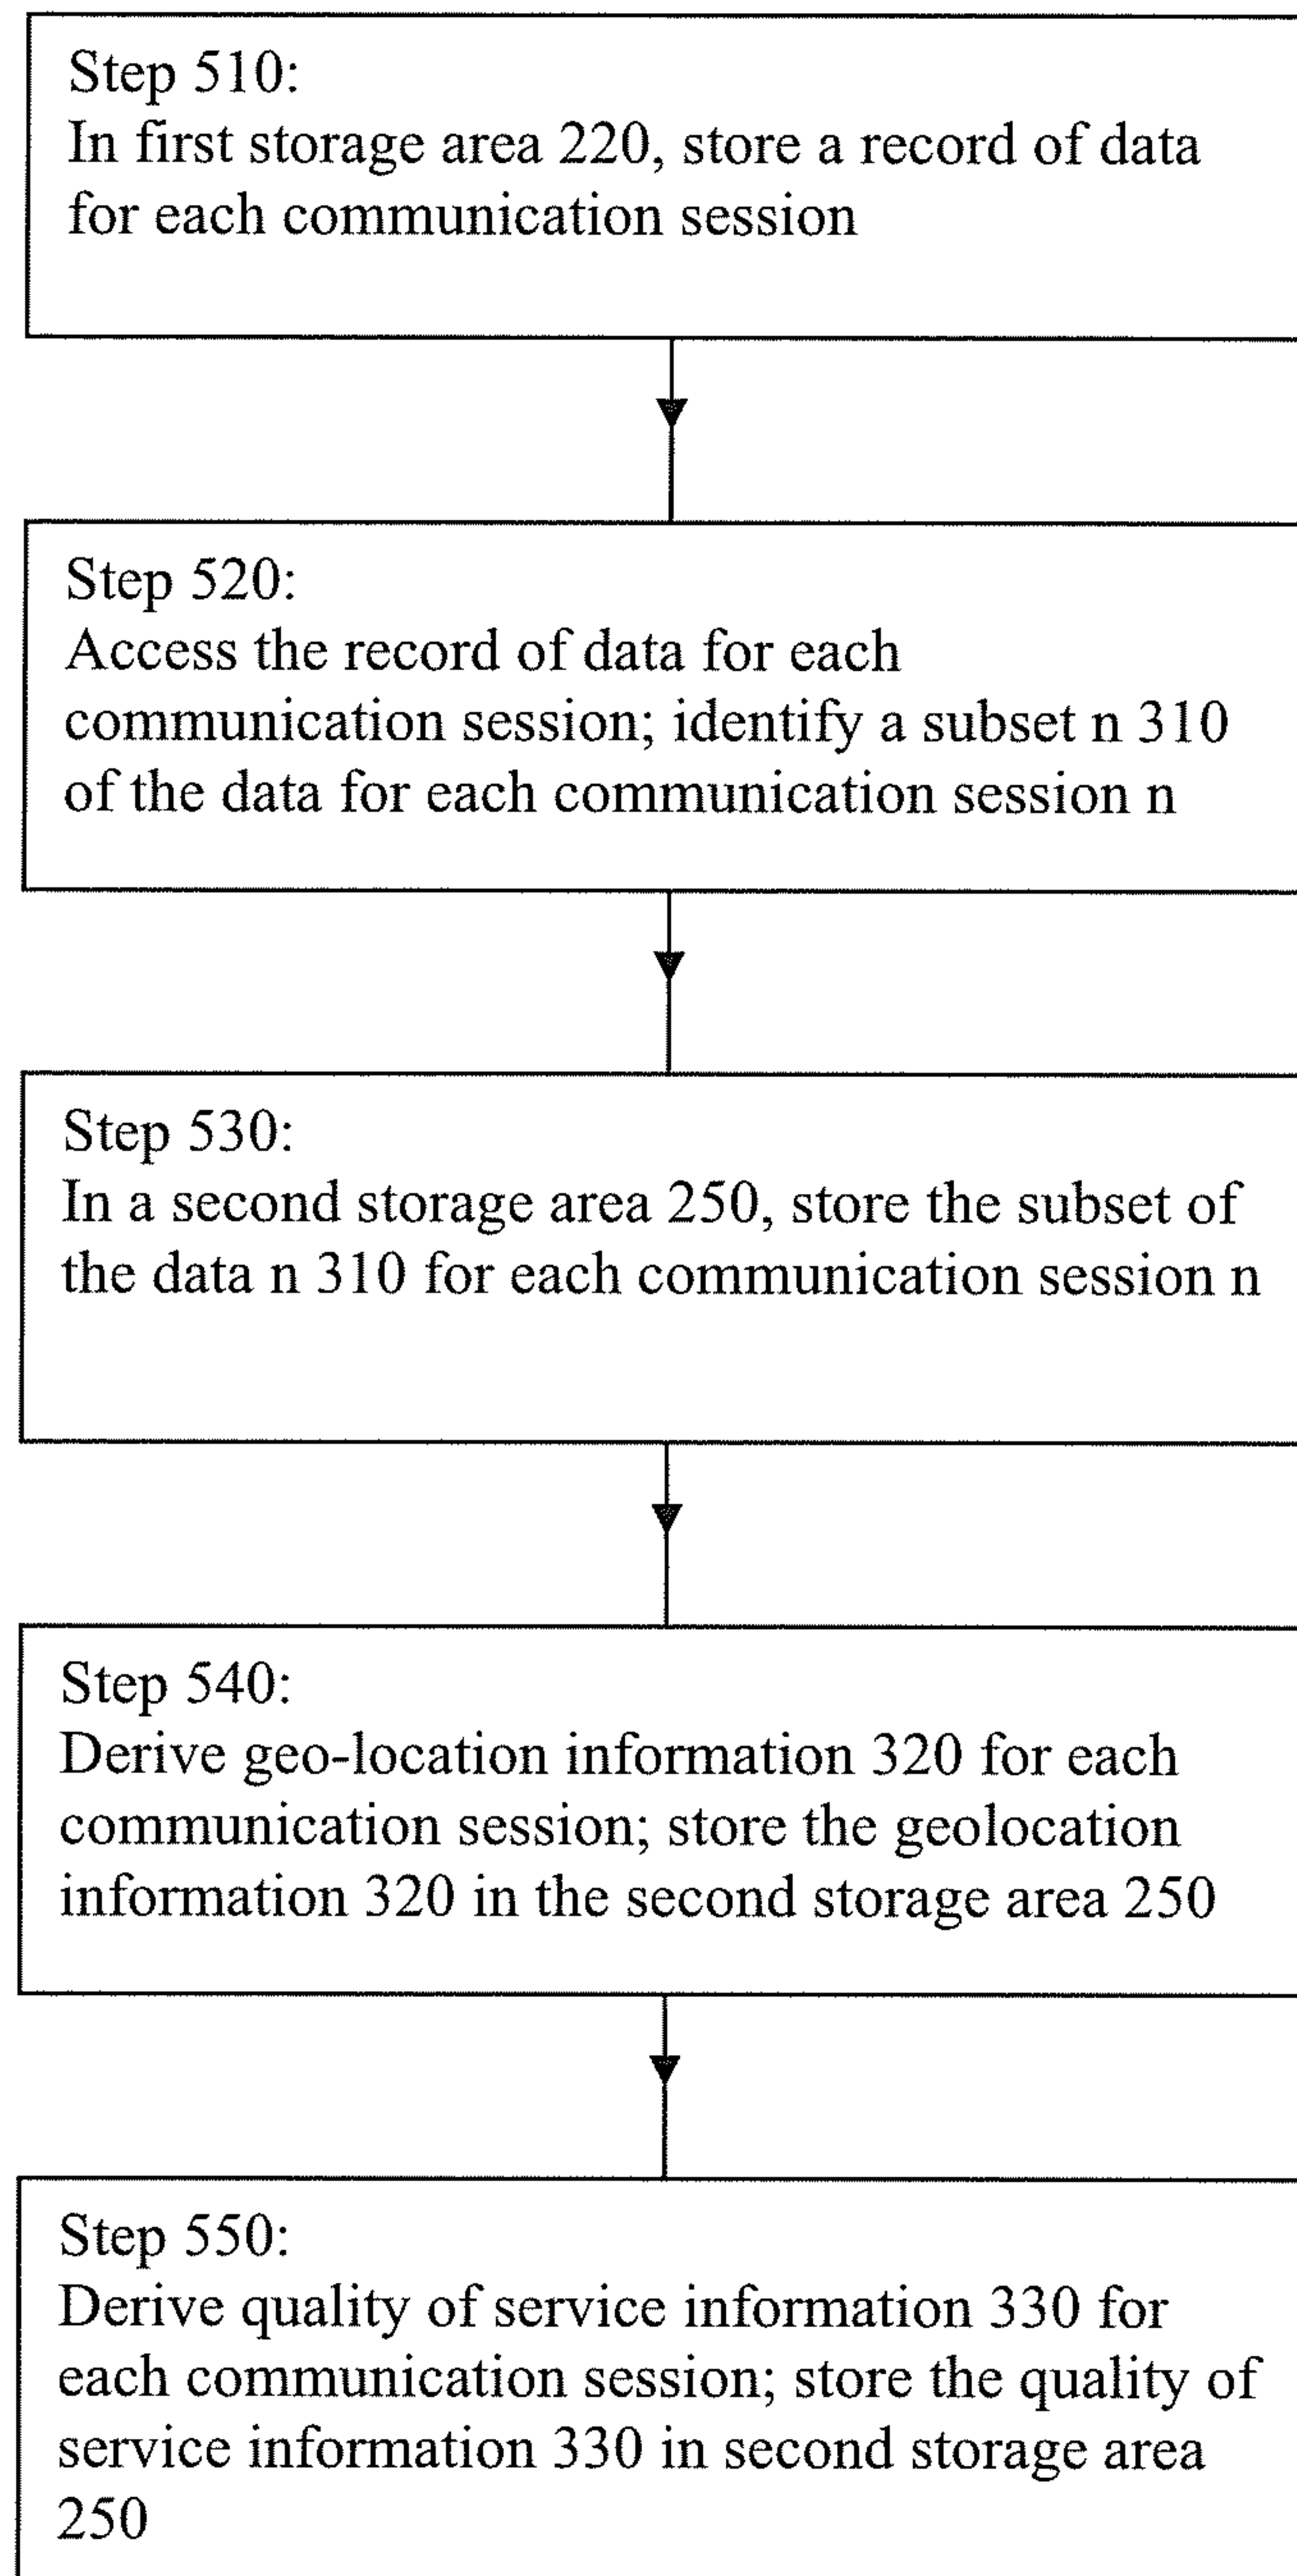 Step 510:
In first storage area 220, store a record of data
for each communication session
Step 520:
Access the record of data for each
communication session; identify a subset n 310
of the data for each communication session n
Step 530:
In a second storage area 250, store the subset of
the data n 310 for each communication session n
Step 540:
Derive geo-location information 320 for each
communication session; store the geolocation
information 320 in the second storage area 250
Step 550:
Derive quality of service information 330 for
each communication session; store the quality of
service information 330 in second storage area
250